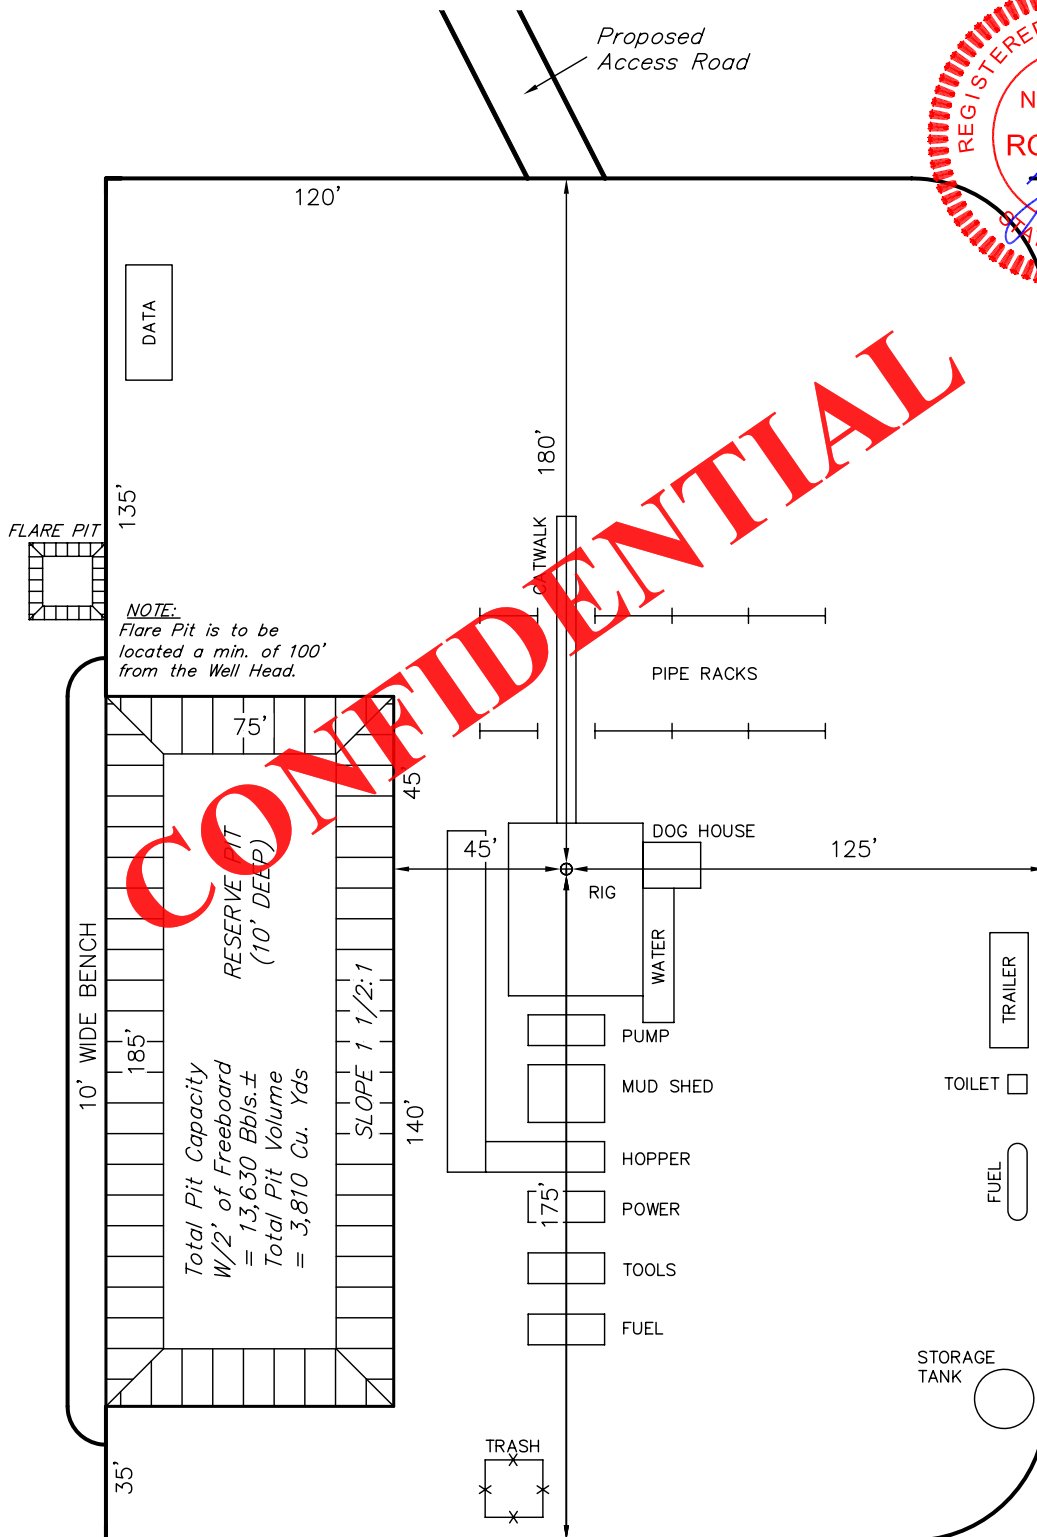 Proposed
Access Road
REGISTERED
120'
DATA
180'
135'
FLARE PIT
CATWALK
NOTE:
Flare Pit is to be
located a min. of 100'
from the Well Head.
PIPE RACKS
75'
45'
CONFIDENTIAL
DOG HOUSE
45'
125'
RIG
RESERVE PIT
(10' DEEP)
WATER
TRAILER
10' WIDE BENCH
185'
SLOPE 1 1/2:1
PUMP
MUD SHED
TOILET
Total Pit Capacity
W/2' of Freeboard
= 13,630 Bbls.±
Total Pit Volume
= 3,810 Cu. Yds
140'
HOPPER
FUEL
175'
POWER
TOOLS
FUEL
STORAGE
TANK
TRASH
35'